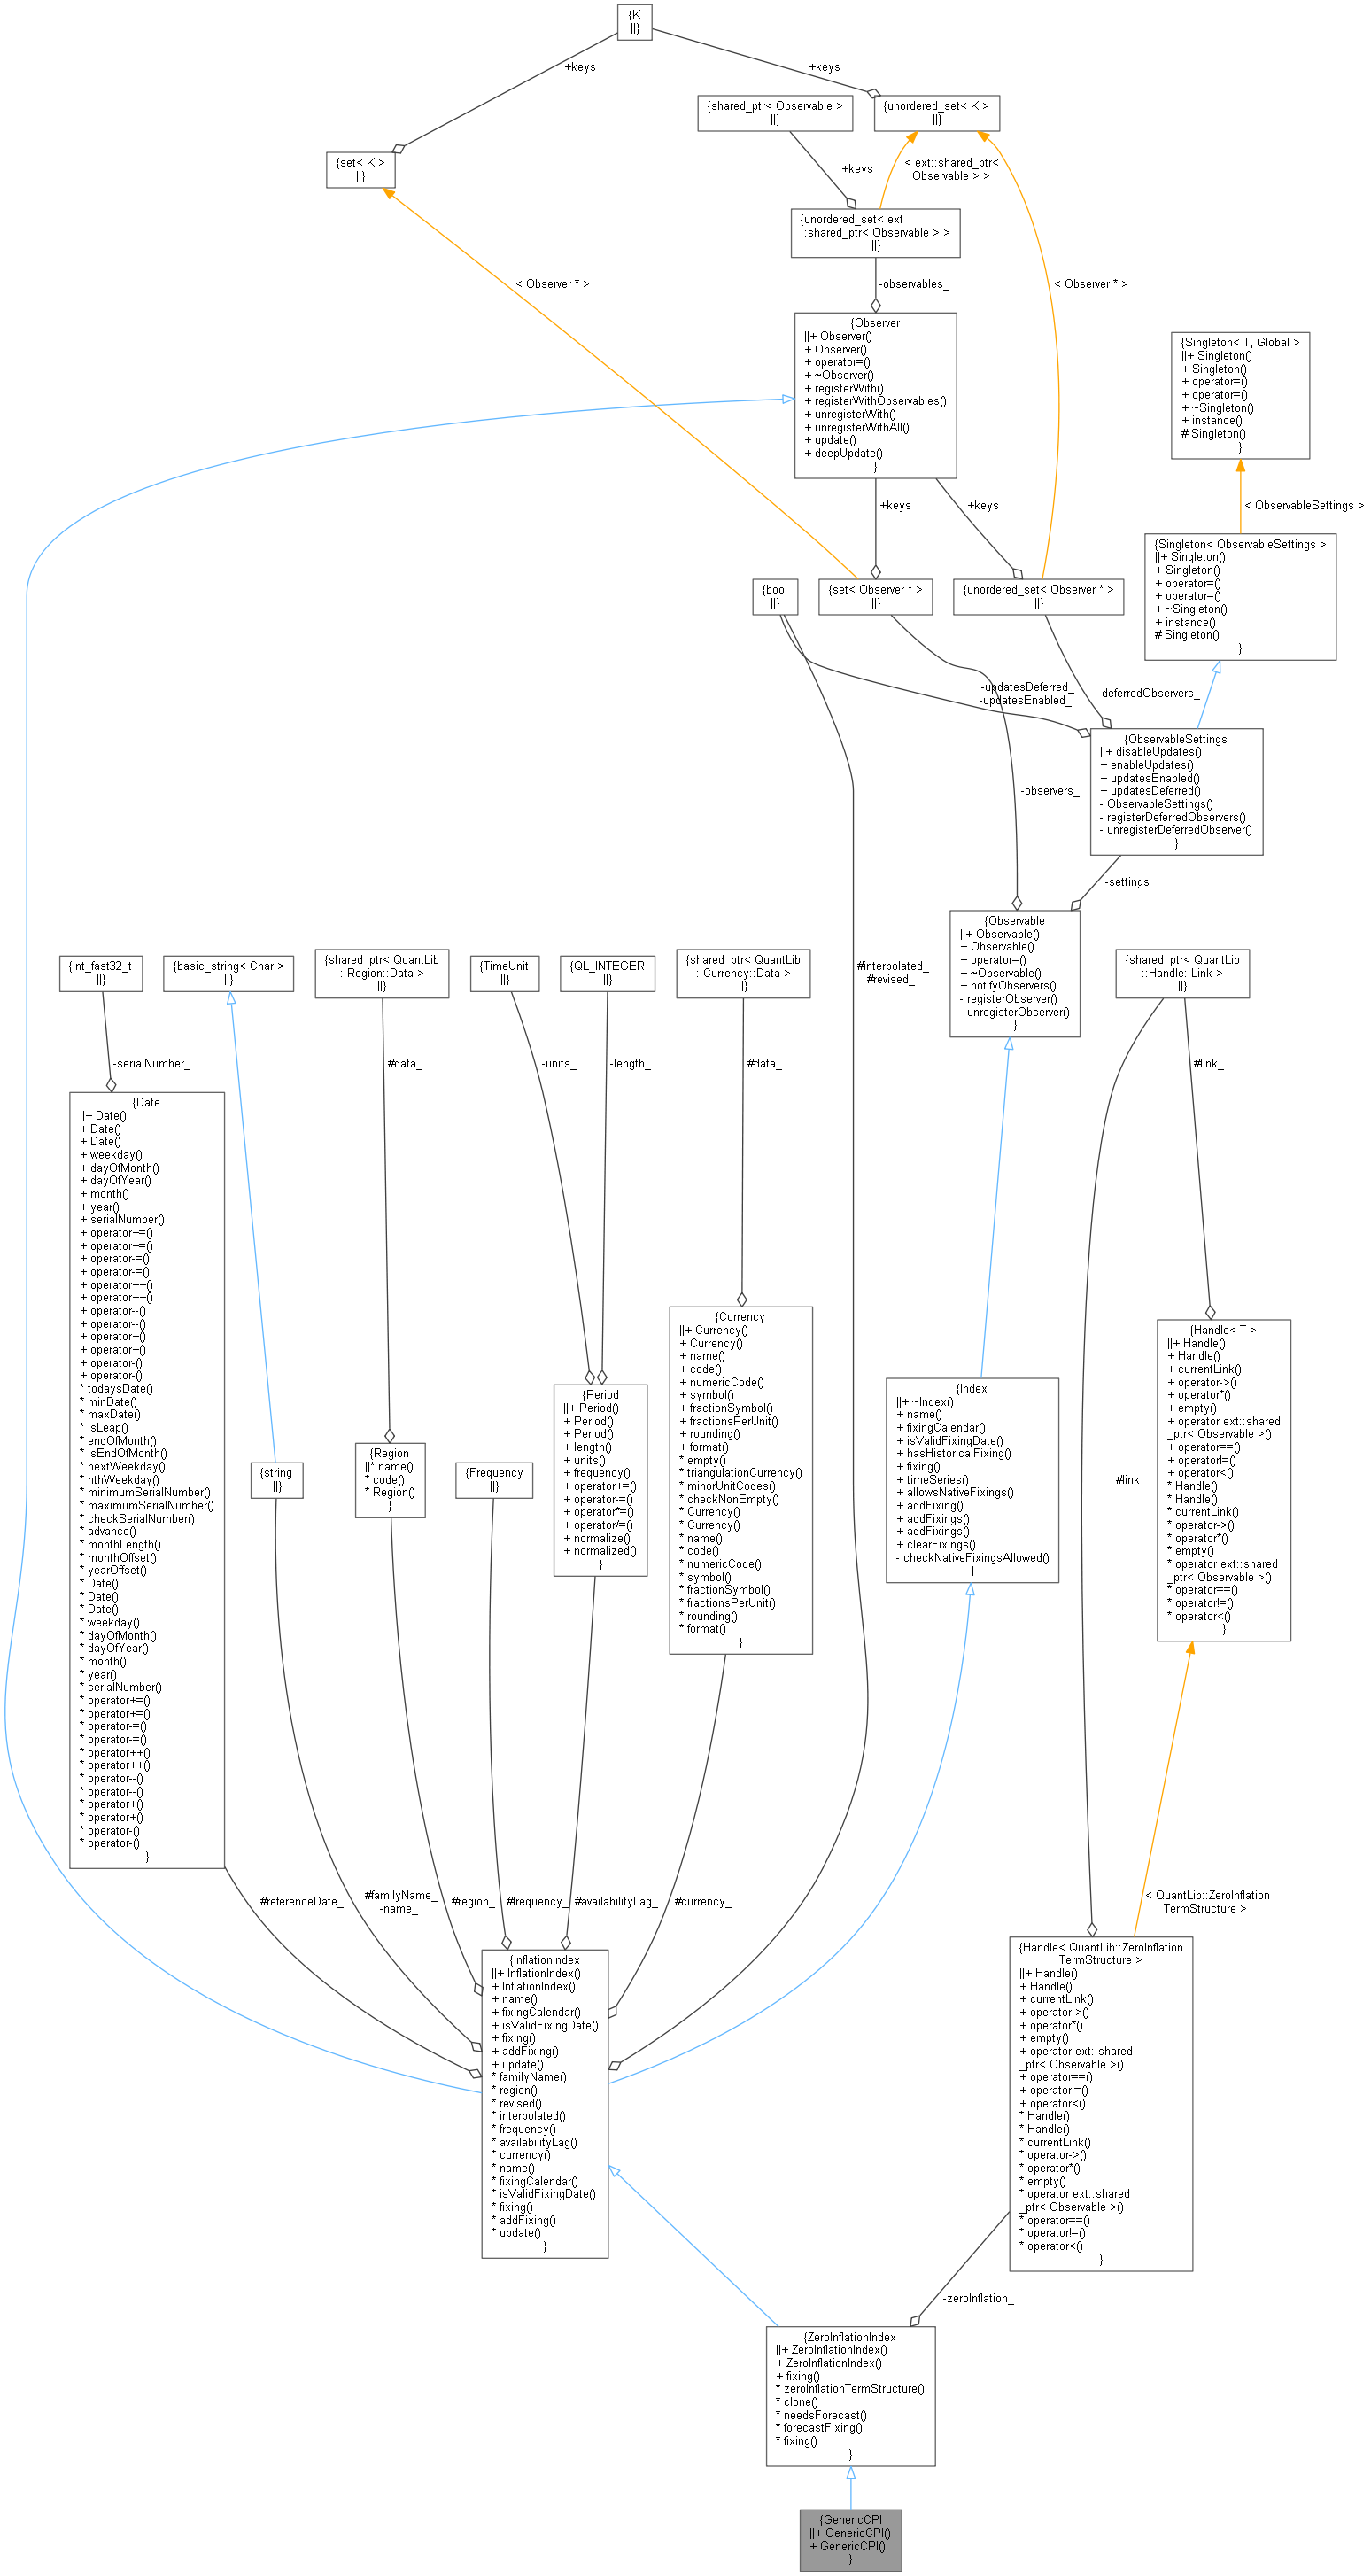 {K
||}
+keys
+keys
{shared_ptr< Observable >
||}
{unordered_set< K >
||}
{set< K >
||}
+keys
< ext::shared_ptr<
Observable > >
{unordered_set< ext
::shared_ptr< Observable > >
||}
< Observer * >
-observables_
< Observer * >
{Observer
||+ Observer()
+ Observer()
+ operator=()
+ ~Observer()
+ registerWith()
+ registerWithObservables()
+ unregisterWith()
+ unregisterWithAll()
+ update()
+ deepUpdate()
}
{Singleton< T, Global >
||+ Singleton()
+ Singleton()
+ operator=()
+ operator=()
+ ~Singleton()
+ instance()
# Singleton()
}
+keys
+keys
< ObservableSettings >
{Singleton< ObservableSettings >
||+ Singleton()
+ Singleton()
+ operator=()
+ operator=()
+ ~Singleton()
+ instance()
# Singleton()
}
{bool
||}
{set< Observer * >
||}
{unordered_set< Observer * >
||}
-updatesDeferred_
-updatesEnabled_
-deferredObservers_
{ObservableSettings
||+ disableUpdates()
+ enableUpdates()
+ updatesEnabled()
+ updatesDeferred()
- ObservableSettings()
- registerDeferredObservers()
- unregisterDeferredObserver()
}
-observers_
-settings_
{Observable
||+ Observable()
+ Observable()
+ operator=()
+ ~Observable()
+ notifyObservers()
- registerObserver()
- unregisterObserver()
}
{int_fast32_t
||}
{basic_string< Char >
||}
{shared_ptr< QuantLib
::Region::Data >
||}
{TimeUnit
||}
{QL_INTEGER
||}
{shared_ptr< QuantLib
::Currency::Data >
||}
#interpolated_
#revised_
{shared_ptr< QuantLib
::Handle::Link >
||}
-serialNumber_
#data_
-units_
-length_
#data_
#link_
{Date
||+ Date()
+ Date()
+ Date()
+ weekday()
+ dayOfMonth()
+ dayOfYear()
+ month()
+ year()
+ serialNumber()
+ operator+=()
+ operator+=()
+ operator-=()
+ operator-=()
+ operator++()
+ operator++()
+ operator--()
+ operator--()
+ operator+()
+ operator+()
+ operator-()
+ operator-()
* todaysDate()
* minDate()
* maxDate()
* isLeap()
* endOfMonth()
* isEndOfMonth()
* nextWeekday()
* nthWeekday()
* minimumSerialNumber()
* maximumSerialNumber()
* checkSerialNumber()
* advance()
* monthLength()
* monthOffset()
* yearOffset()
* Date()
* Date()
* Date()
* weekday()
* dayOfMonth()
* dayOfYear()
* month()
* year()
* serialNumber()
* operator+=()
* operator+=()
* operator-=()
* operator-=()
* operator++()
* operator++()
* operator--()
* operator--()
* operator+()
* operator+()
* operator-()
* operator-()
}
{string
||}
{Region
||* name()
* code()
* Region()
}
{Frequency
||}
{Period
||+ Period()
+ Period()
+ Period()
+ length()
+ units()
+ frequency()
+ operator+=()
+ operator-=()
+ operator*=()
+ operator/=()
+ normalize()
+ normalized()
}
{Currency
||+ Currency()
+ Currency()
+ name()
+ code()
+ numericCode()
+ symbol()
+ fractionSymbol()
+ fractionsPerUnit()
+ rounding()
+ format()
* empty()
* triangulationCurrency()
* minorUnitCodes()
* checkNonEmpty()
* Currency()
* Currency()
* name()
* code()
* numericCode()
* symbol()
* fractionSymbol()
* fractionsPerUnit()
* rounding()
* format()
}
{Index
||+ ~Index()
+ name()
+ fixingCalendar()
+ isValidFixingDate()
+ hasHistoricalFixing()
+ fixing()
+ timeSeries()
+ allowsNativeFixings()
+ addFixing()
+ addFixings()
+ addFixings()
+ clearFixings()
- checkNativeFixingsAllowed()
}
#link_
{Handle< T >
||+ Handle()
+ Handle()
+ currentLink()
+ operator->()
+ operator*()
+ empty()
+ operator ext::shared
_ptr< Observable >()
+ operator==()
+ operator!=()
+ operator<()
* Handle()
* Handle()
* currentLink()
* operator->()
* operator*()
* empty()
* operator ext::shared
_ptr< Observable >()
* operator==()
* operator!=()
* operator<()
}
#referenceDate_
#familyName_
-name_
#region_
#frequency_
#availabilityLag_
#currency_
< QuantLib::ZeroInflation
TermStructure >
{InflationIndex
||+ InflationIndex()
+ InflationIndex()
+ name()
+ fixingCalendar()
+ isValidFixingDate()
+ fixing()
+ addFixing()
+ update()
* familyName()
* region()
* revised()
* interpolated()
* frequency()
* availabilityLag()
* currency()
* name()
* fixingCalendar()
* isValidFixingDate()
* fixing()
* addFixing()
* update()
}
{Handle< QuantLib::ZeroInflation
TermStructure >
||+ Handle()
+ Handle()
+ currentLink()
+ operator->()
+ operator*()
+ empty()
+ operator ext::shared
_ptr< Observable >()
+ operator==()
+ operator!=()
+ operator<()
* Handle()
* Handle()
* currentLink()
* operator->()
* operator*()
* empty()
* operator ext::shared
_ptr< Observable >()
* operator==()
* operator!=()
* operator<()
}
-zeroInflation_
{ZeroInflationIndex
||+ ZeroInflationIndex()
+ ZeroInflationIndex()
+ fixing()
* zeroInflationTermStructure()
* clone()
* needsForecast()
* forecastFixing()
* fixing()
}
{GenericCPI
||+ GenericCPI()
+ GenericCPI()
}